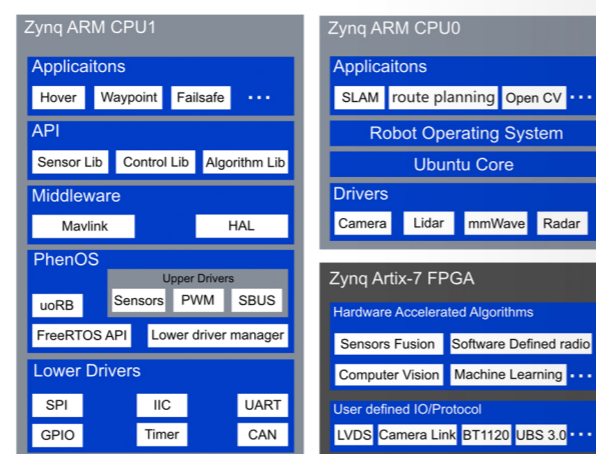 Zynq ARM CPU1
Applicaitons
Hover Waypoint Failsafe ...
API
Sensor Lib Control Lib Algorithm Lib
Middleware
Mavlink HAL
PhenOS
Upper Drivers
uoRB Sensors PWM SBUS
FreeRTOS API Lower driver manager
Lower Drivers
SPI IIC UART
GPIO Timer CAN
Zynq ARM CPU0
Applicaitons
SLAM route planning Open CV ...
Robot Operating System
Ubuntu Core
Drivers
Camera Lidar mmWave Radar
Zynq Artix-7 FPGA
Hardware Accelerated Algorithms
Sensors Fusion Software Defined radio
Computer Vision Machine Learning ...
User defined IO/Protocol
LVDS Camera Link BT1120 UBS 3.0 ...